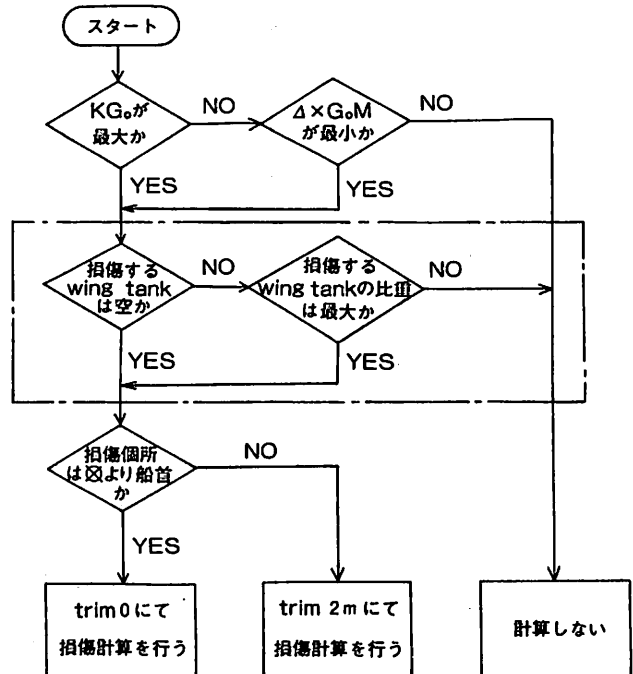 スタート
KG₀が
最大か
NO
Δ×G₀M
が最小か
NO
YES
YES
損傷する
wing tank
は空か
NO
損傷する
wing tankの比重
は最大か
NO
YES
YES
損傷個所
は⛝より船首
か
NO
YES
trim 0 にて
損傷計算を行う
trim 2m にて
損傷計算を行う
計算しない